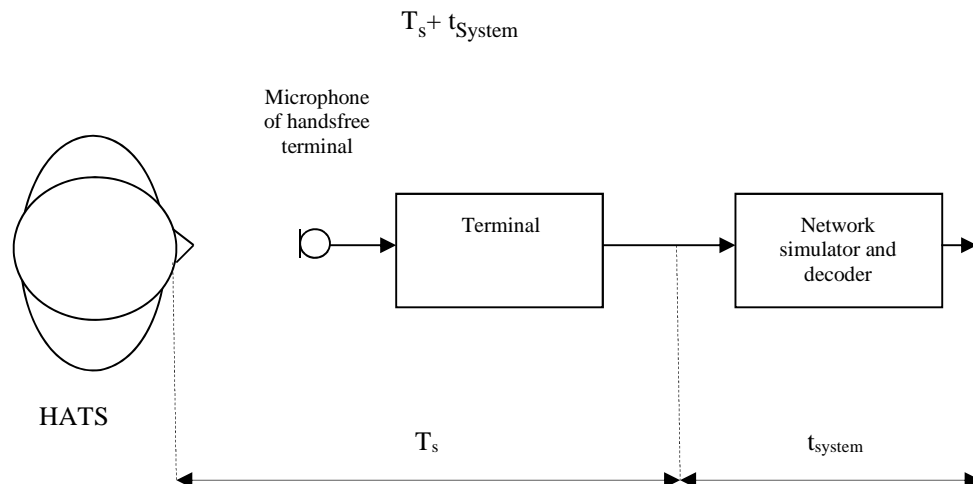 Ts+ tSystem
Microphone
of handsfree
terminal
Terminal
Network
simulator and
decoder
HATS
Ts
tsystem